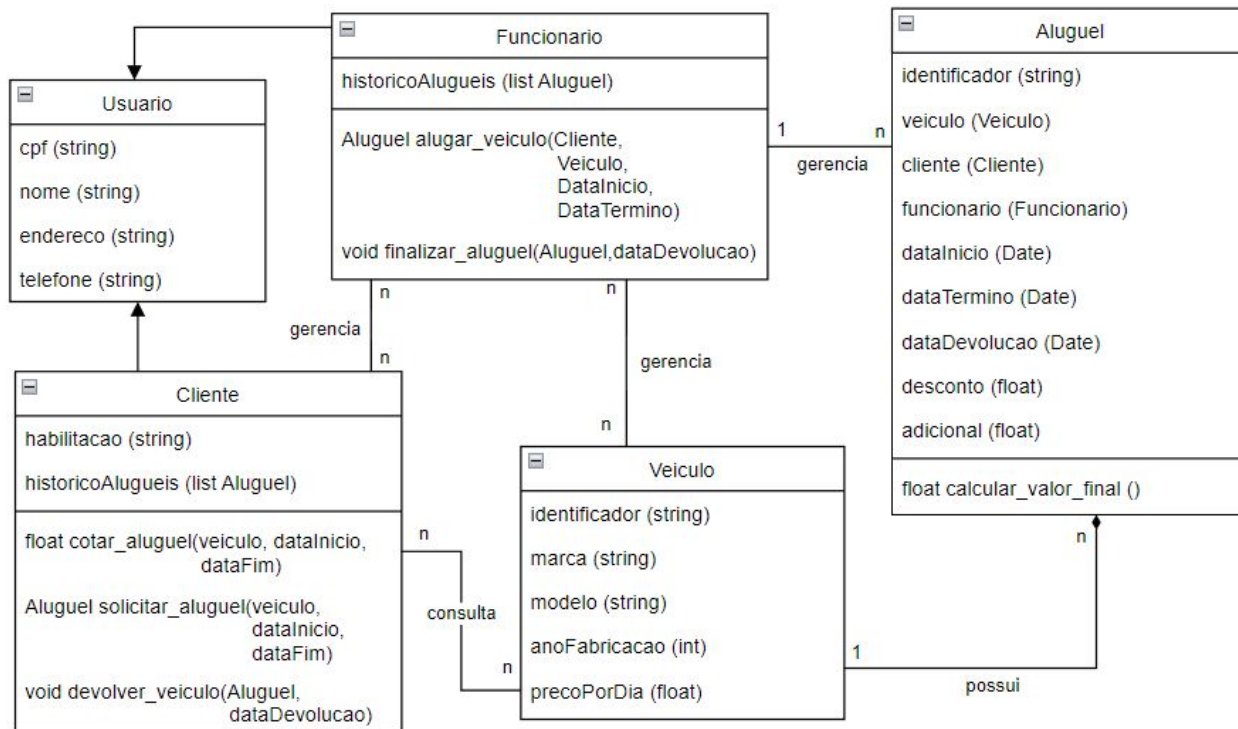 Funcionario
historicoAlugueis (list Aluguel)
Aluguel alugar_veiculo(Cliente,
Veiculo,
DataInicio,
DataTermino)
void finalizar_aluguel(Aluguel,dataDevolucao)
Usuario
cpf (string)
nome (string)
endereco (string)
telefone (string)
Aluguel
identificador (string)
veiculo (Veiculo)
cliente (Cliente)
funcionario (Funcionario)
dataInicio (Date)
dataTermino (Date)
dataDevolucao (Date)
desconto (float)
adicional (float)
float calcular_valor_final ()
1
n
gerencia
n
gerencia
n
n
gerencia
n
Cliente
habilitacao (string)
historicoAlugueis (list Aluguel)
float cotar_aluguel(veiculo, dataInicio,
dataFim)
Aluguel solicitar_aluguel(veiculo,
dataInicio,
dataFim)
void devolver_veiculo(Aluguel,
dataDevolucao)
n
consulta
n
Veiculo
identificador (string)
marca (string)
modelo (string)
anoFabricacao (int)
precoPorDia (float)
n
1
possui